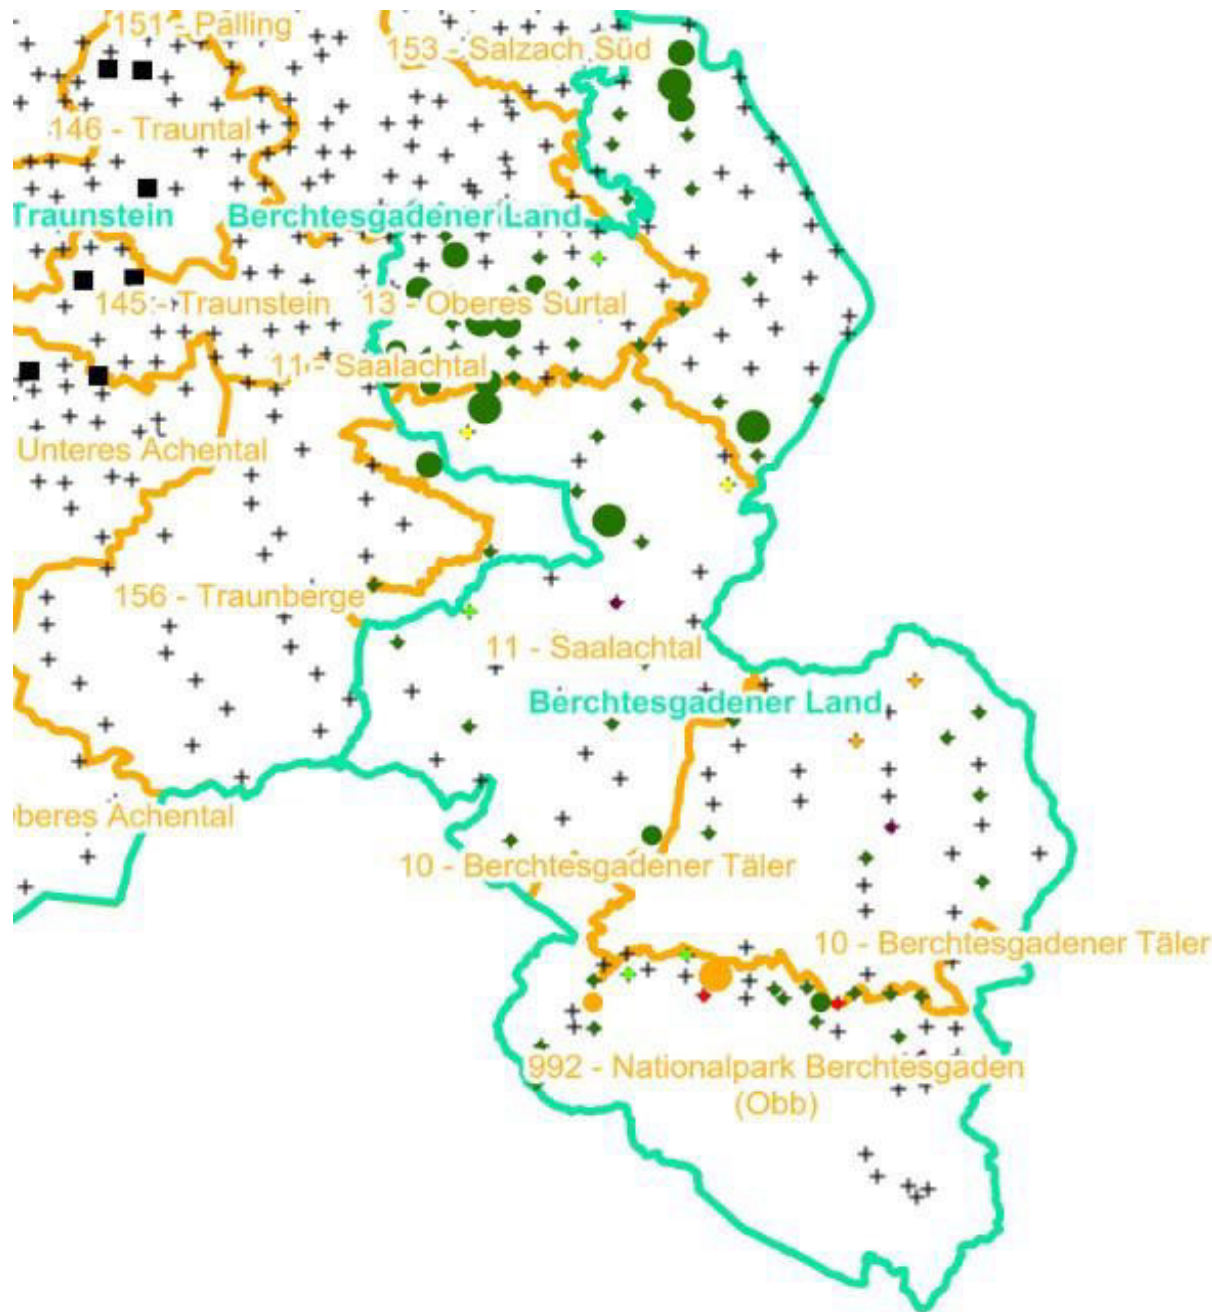 151 - Palling
153 - Salzach Süd
146 - Trauntal
Traunstein
Berchtesgadener Land
145 - Traunstein
13 - Oberes Surtal
11 - Saalachtal
Unteres Achental
156 - Traunberge
11 - Saalachtal
Berchtesgadener Land
beres Achental
10 - Berchtesgadener Täler
10 - Berchtesgadener Täler
992 - Nationalpark Berchtesgaden
(Obb)